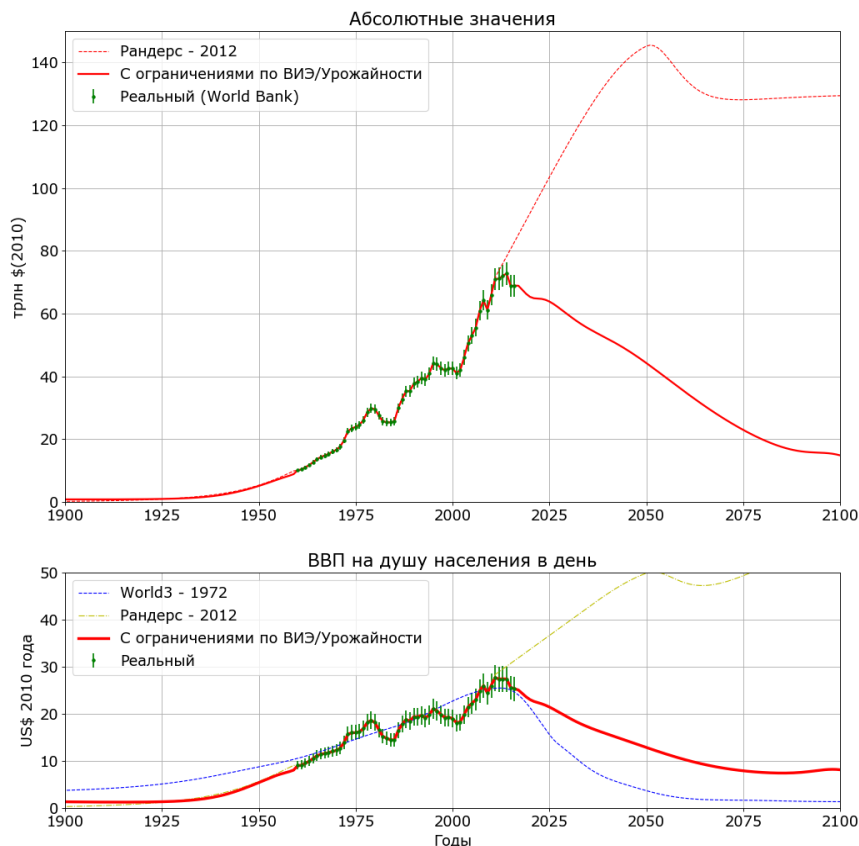 Абсолютные значения
Рандерс - 2012
С ограничениями по ВИЭ/Урожайности
Реальный (World Bank)
трлн $(2010)
140
120
100
80
60
40
20
0
1900 1925 1950 1975 2000 2025 2050 2075 2100
ВВП на душу населения в день
World3 - 1972
Рандерс - 2012
С ограничениями по ВИЭ/Урожайности
Реальный
US$ 2010 года
50
40
30
20
10
0
1900 1925 1950 1975 2000 2025 2050 2075 2100
Годы